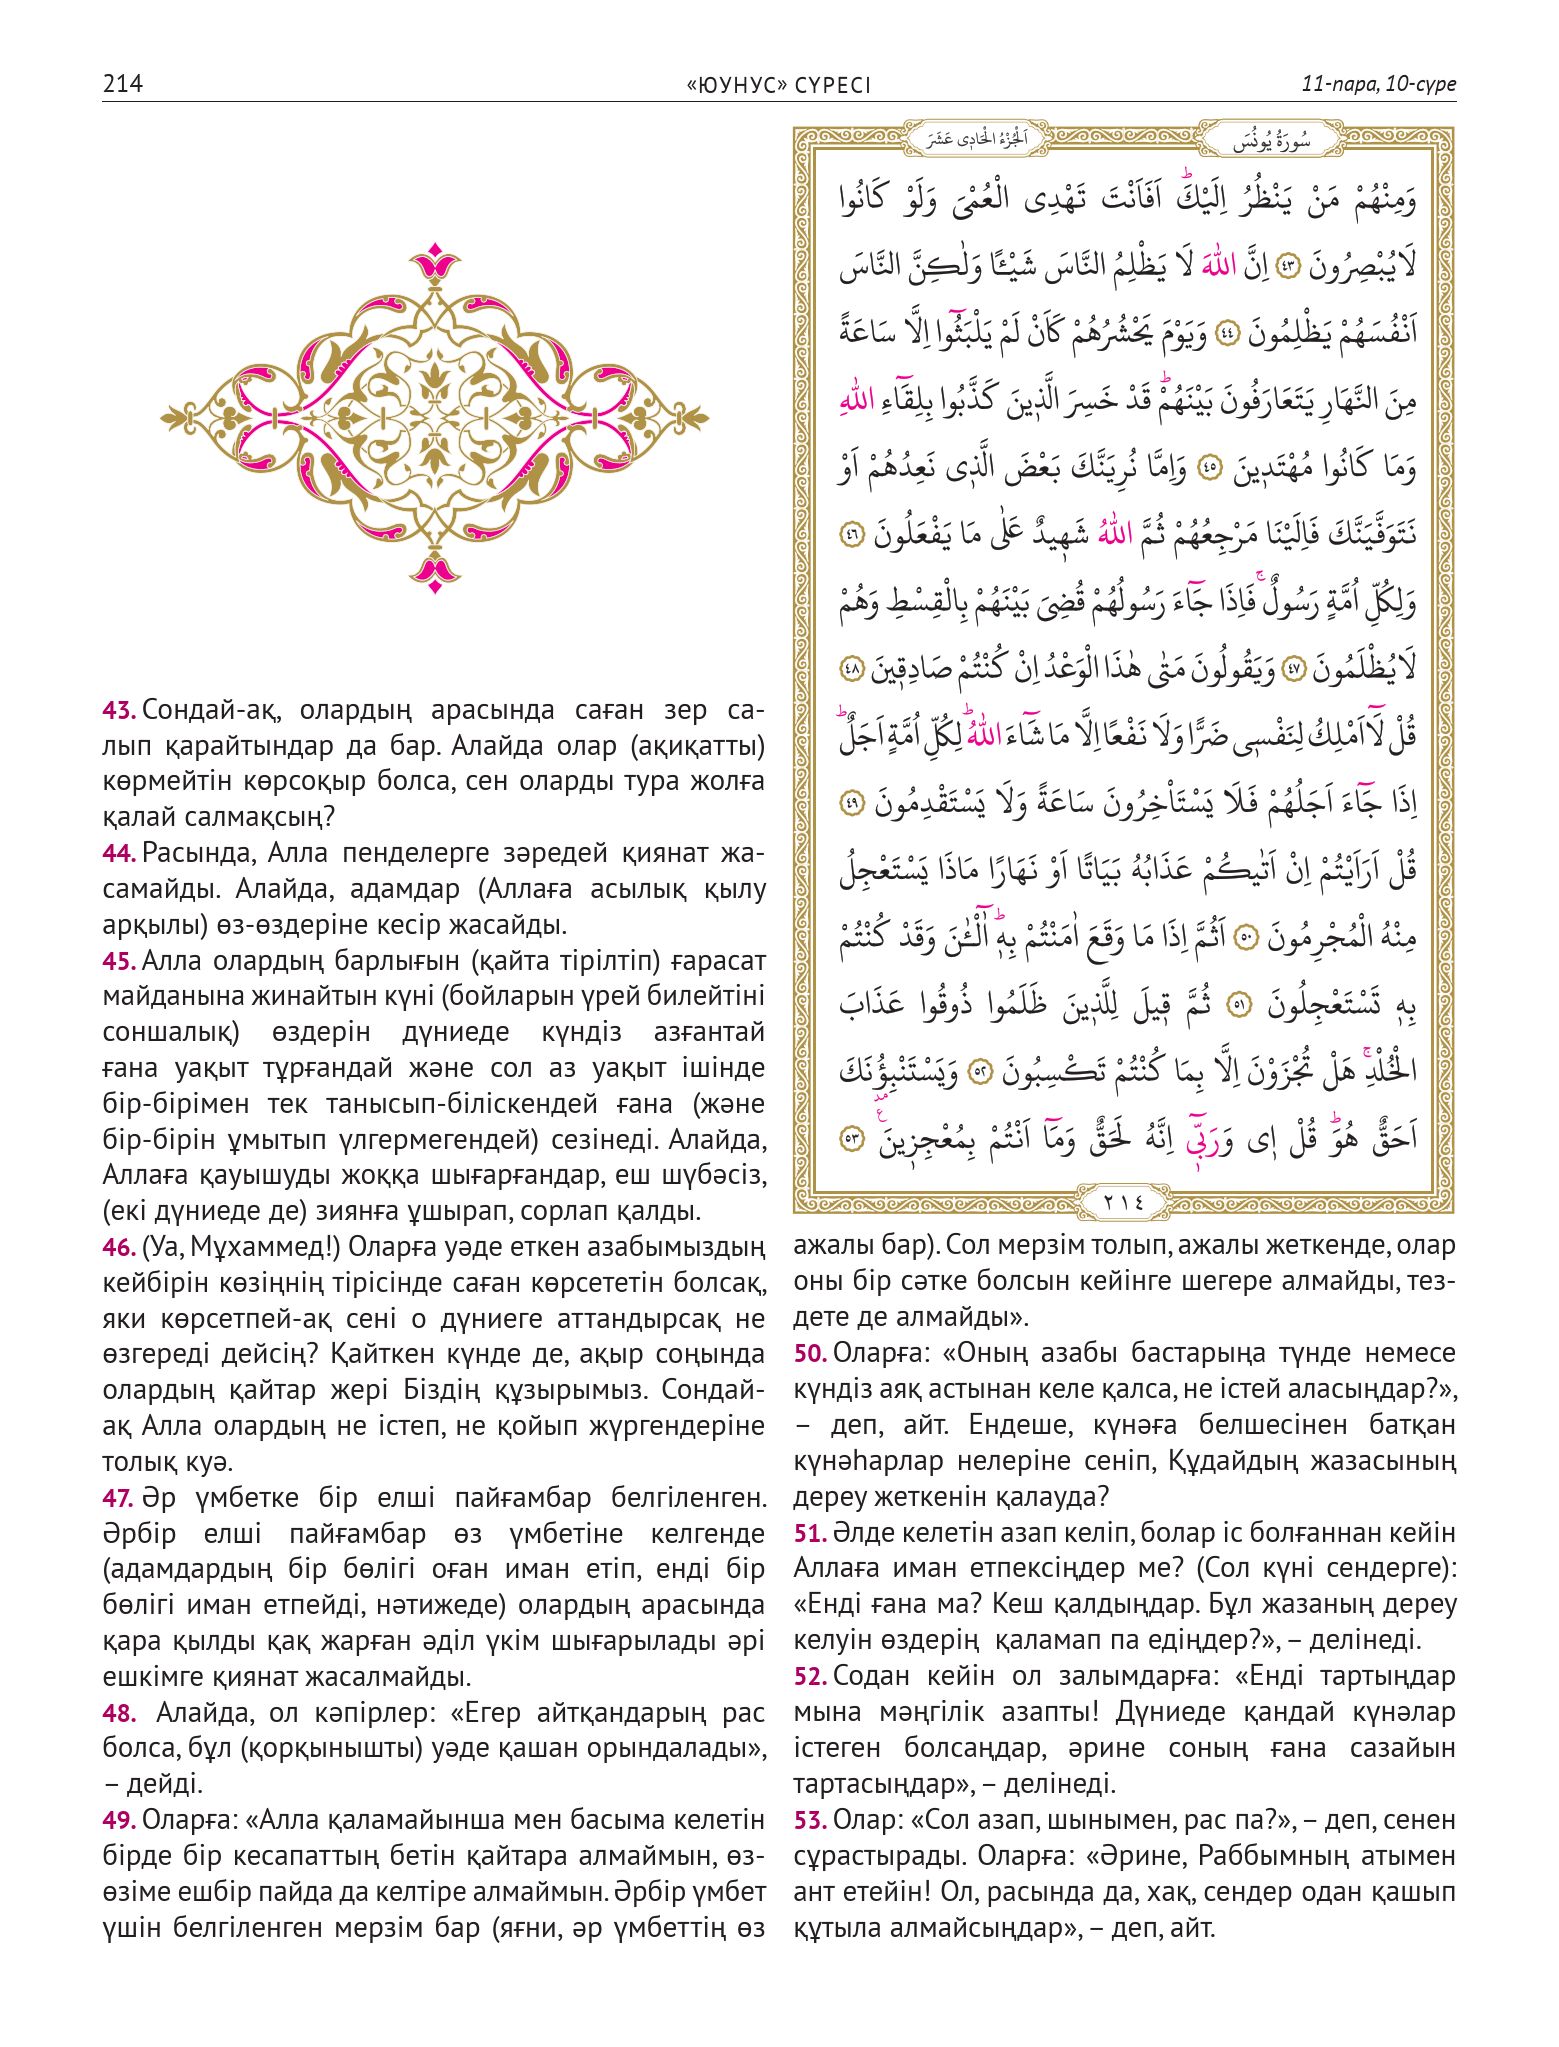 214
«ЮУНУС» СҮРЕСІ
11-пара, 10-сүре
سُورَةُ يُونُسَ
اَلْجُزْءُ الْحَادِي عَشَرَ
وَمِنْهُمْ مَنْ يَنْظُرُ اِلَيْكَۜ اَفَاَنْتَ تَهْدِي الْعُمْيَ وَلَوْ كَانُوا
لَا يُبْصِرُونَ ﴿٤٣﴾ اِنَّ اللّٰهَ لَا يَظْلِمُ النَّاسَ شَيْـًٔا وَلٰكِنَّ النَّاسَ
اَنْفُسَهُمْ يَظْلِمُونَ ﴿٤٤﴾ وَيَوْمَ يَحْشُرُهُمْ كَاَنْ لَمْ يَلْبَثُٓوا اِلَّا سَاعَةً
مِنَ النَّهَارِ يَتَعَارَفُونَ بَيْنَهُمْۜ قَدْ خَسِرَ الَّذ۪ينَ كَذَّبُوا بِلِقَٓاءِ اللّٰهِ
وَمَا كَانُوا مُهْتَد۪ينَ ﴿٤٥﴾ وَاِمَّا نُرِيَنَّكَ بَعْضَ الَّذ۪ي نَعِدُهُمْ اَوْ
نَتَوَفَّيَنَّكَ فَاِلَيْنَا مَرْجِعُهُمْ ثُمَّ اللّٰهُ شَه۪يدٌ عَلٰى مَا يَفْعَلُونَ ﴿٤٦﴾
وَلِكُلِّ اُمَّةٍ رَسُولٌۚ فَاِذَا جَٓاءَ رَسُولُهُمْ قُضِيَ بَيْنَهُمْ بِالْقِسْطِ وَهُمْ
لَا يُظْلَمُونَ ﴿٤٧﴾ وَيَقُولُونَ مَتٰى هٰذَا الْوَعْدُ اِنْ كُنْتُمْ صَادِق۪ينَ ﴿٤٨﴾
قُلْ لَٓا اَمْلِكُ لِنَفْس۪ي ضَرًّا وَلَا نَفْعًا اِلَّا مَا شَٓاءَ اللّٰهُۜ لِكُلِّ اُمَّةٍ اَجَلٌۜ
اِذَا جَٓاءَ اَجَلُهُمْ فَلَا يَسْتَاْخِرُونَ سَاعَةً وَلَا يَسْتَقْدِمُونَ ﴿٤٩﴾
قُلْ اَرَاَيْتُمْ اِنْ اَتٰيكُمْ عَذَابُهُ بَيَاتًا اَوْ نَهَارًا مَاذَا يَسْتَعْجِلُ
مِنْهُ الْمُجْرِمُونَ ﴿٥٠﴾ اَثُمَّ اِذَا مَا وَقَعَ اٰمَنْتُمْ بِه۪ۜ آٰلْـٰٔنَ وَقَدْ كُنْتُمْ
بِه۪ تَسْتَعْجِلُونَ ﴿٥١﴾ ثُمَّ ق۪يلَ لِلَّذ۪ينَ ظَلَمُوا ذُوقُوا عَذَابَ
الْخُلْدِۚ هَلْ تُجْزَوْنَ اِلَّا بِمَا كُنْتُمْ تَكْسِبُونَ ﴿٥٢﴾ وَيَسْتَنْبِؤُ۫نَكَ
اَحَقٌّ هُوَۜ قُلْ ا۪ي وَرَبّ۪ٓي اِنَّهُ لَحَقٌّ وَمَٓا اَنْتُمْ بِمُعْجِز۪ينَ ﴿٥٣﴾
٢١٤
43. Сондай-ақ, олардың арасында саған зер са-
лып қарайтындар да бар. Алайда олар (ақиқатты)
көрмейтін көрсоқыр болса, сен оларды тура жолға
қалай салмақсың?
44. Расында, Алла пенделерге зәредей қиянат жа-
самайды. Алайда, адамдар (Аллаға асылық қылу
арқылы) өз-өздеріне кесір жасайды.
45. Алла олардың барлығын (қайта тірілтіп) ғарасат
майданына жинайтын күні (бойларын үрей билейтіні
соншалық) өздерін дүниеде күндіз азғантай
ғана уақыт тұрғандай және сол аз уақыт ішінде
бір-бірімен тек танысып-біліскендей ғана (және
бір-бірін ұмытып үлгермегендей) сезінеді. Алайда,
Аллаға қауышуды жоққа шығарғандар, еш шүбәсіз,
(екі дүниеде де) зиянға ұшырап, сорлап қалды.
46. (Уа, Мұхаммед!) Оларға уәде еткен азабымыздың
кейбірін көзіңнің тірісінде саған көрсететін болсақ,
яки көрсетпей-ақ сені о дүниеге аттандырсақ не
өзгереді дейсің? Қайткен күнде де, ақыр соңында
олардың қайтар жері Біздің құзырымыз. Сондай-
ақ Алла олардың не істеп, не қойып жүргендеріне
толық куә.
47. Әр үмбетке бір елші пайғамбар белгіленген.
Әрбір елші пайғамбар өз үмбетіне келгенде
(адамдардың бір бөлігі оған иман етіп, енді бір
бөлігі иман етпейді, нәтижеде) олардың арасында
қара қылды қақ жарған әділ үкім шығарылады әрі
ешкімге қиянат жасалмайды.
48. Алайда, ол кәпірлер: «Егер айтқандарың рас
болса, бұл (қорқынышты) уәде қашан орындалады»,
– дейді.
49. Оларға: «Алла қаламайынша мен басыма келетін
бірде бір кесапаттың бетін қайтара алмаймын, өз-
өзіме ешбір пайда да келтіре алмаймын. Әрбір үмбет
үшін белгіленген мерзім бар (яғни, әр үмбеттің өз
ажалы бар). Сол мерзім толып, ажалы жеткенде, олар
оны бір сәтке болсын кейінге шегере алмайды, тез-
дете де алмайды».
50. Оларға: «Оның азабы бастарыңа түнде немесе
күндіз аяқ астынан келе қалса, не істей аласыңдар?»,
– деп, айт. Ендеше, күнәға белшесінен батқан
күнәһарлар нелеріне сеніп, Құдайдың жазасының
дереу жеткенін қалауда?
51. Әлде келетін азап келіп, болар іс болғаннан кейін
Аллаға иман етпексіңдер ме? (Сол күні сендерге):
«Енді ғана ма? Кеш қалдыңдар. Бұл жазаның дереу
келуін өздерің қаламап па едіңдер?», – делінеді.
52. Содан кейін ол залымдарға: «Енді тартыңдар
мына мәңгілік азапты! Дүниеде қандай күнәлар
істеген болсаңдар, әрине соның ғана сазайын
тартасыңдар», – делінеді.
53. Олар: «Сол азап, шынымен, рас па?», – деп, сенен
сұрастырады. Оларға: «Әрине, Раббымның атымен
ант етейін! Ол, расында да, хақ, сендер одан қашып
құтыла алмайсыңдар», – деп, айт.